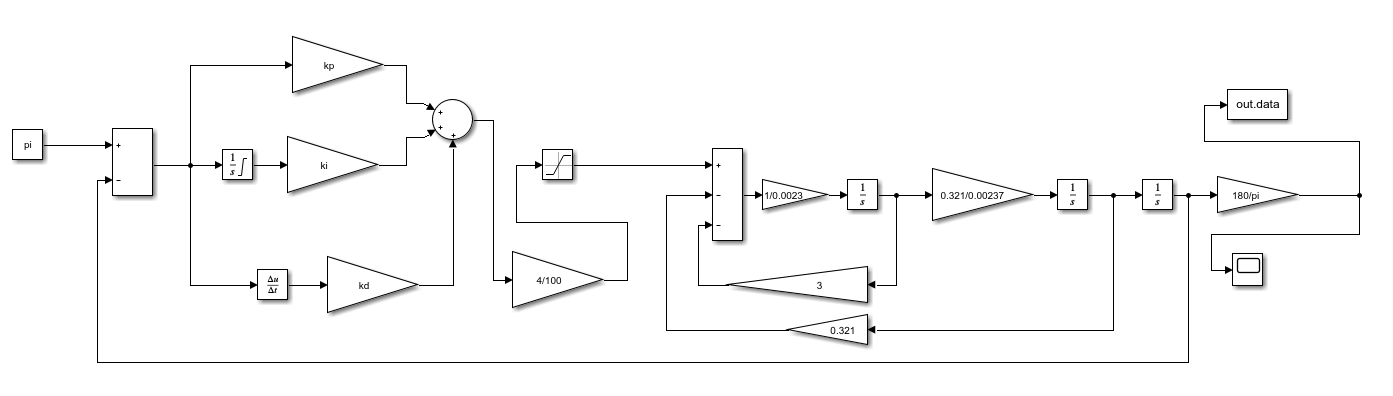 kp
out.data
pi
+
−
1
s
ki
+
+
+
+
−
−
1/0.0023
1
s
0.321/0.00237
1
s
1
s
180/pi
Δu
Δt
kd
4/100
3
0.321